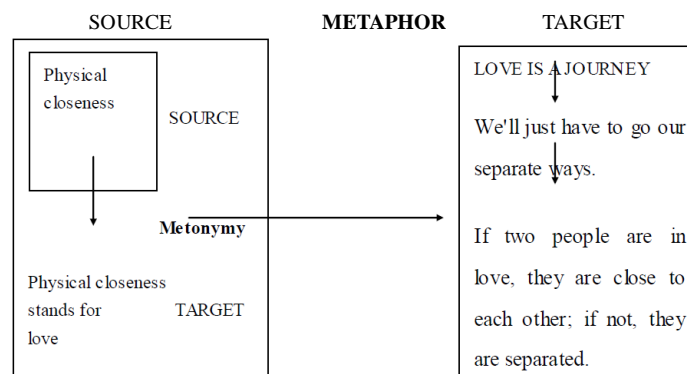 SOURCE METAPHOR TARGET
Physical
closeness
SOURCE
Metonymy
Physical closeness
stands for TARGET
love
LOVE IS A JOURNEY
We'll just have to go our
separate ways.
If two people are in
love, they are close to
each other; if not, they
are separated.